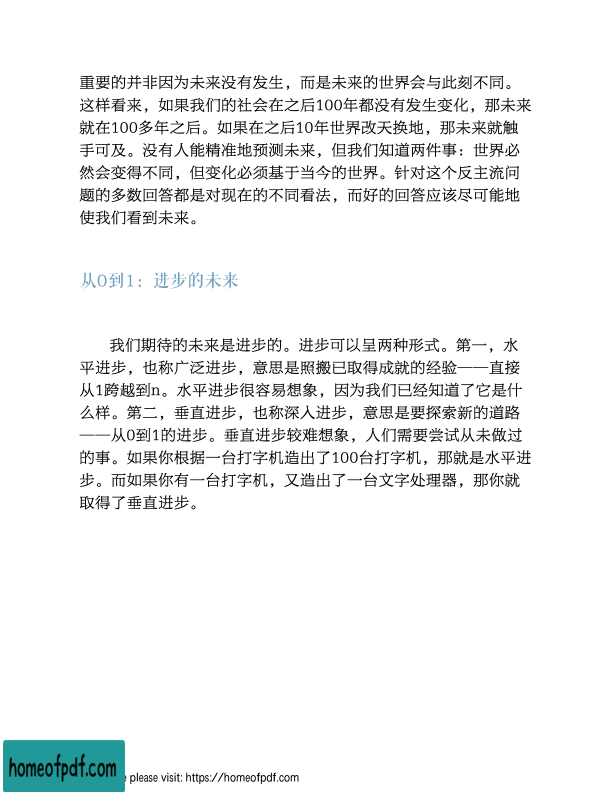 重要的并非因为未来没有发生，而是未来的世界会与此刻不同。
这样看来，如果我们的社会在之后100年都没有发生变化，那未来
就在100多年之后。如果在之后10年世界改天换地，那未来就触
手可及。没有人能精准地预测未来，但我们知道两件事：世界必
然会变得不同，但变化必须基于当今的世界。针对这个反主流问
题的多数回答都是对现在的不同看法，而好的回答应该尽可能地
使我们看到未来。
从0到1：进步的未来
我们期待的未来是进步的。进步可以呈两种形式。第一，水
平进步，也称广泛进步，意思是照搬已取得成就的经验——直接
从1跨越到n。水平进步很容易想象，因为我们已经知道了它是什
么样。第二，垂直进步，也称深入进步，意思是要探索新的道路
——从0到1的进步。垂直进步较难想象，人们需要尝试从未做过
的事。如果你根据一台打字机造出了100台打字机，那就是水平进
步。而如果你有一台打字机，又造出了一台文字处理器，那你就
取得了垂直进步。
homeofpdf.com
please visit: https://homeofpdf.com